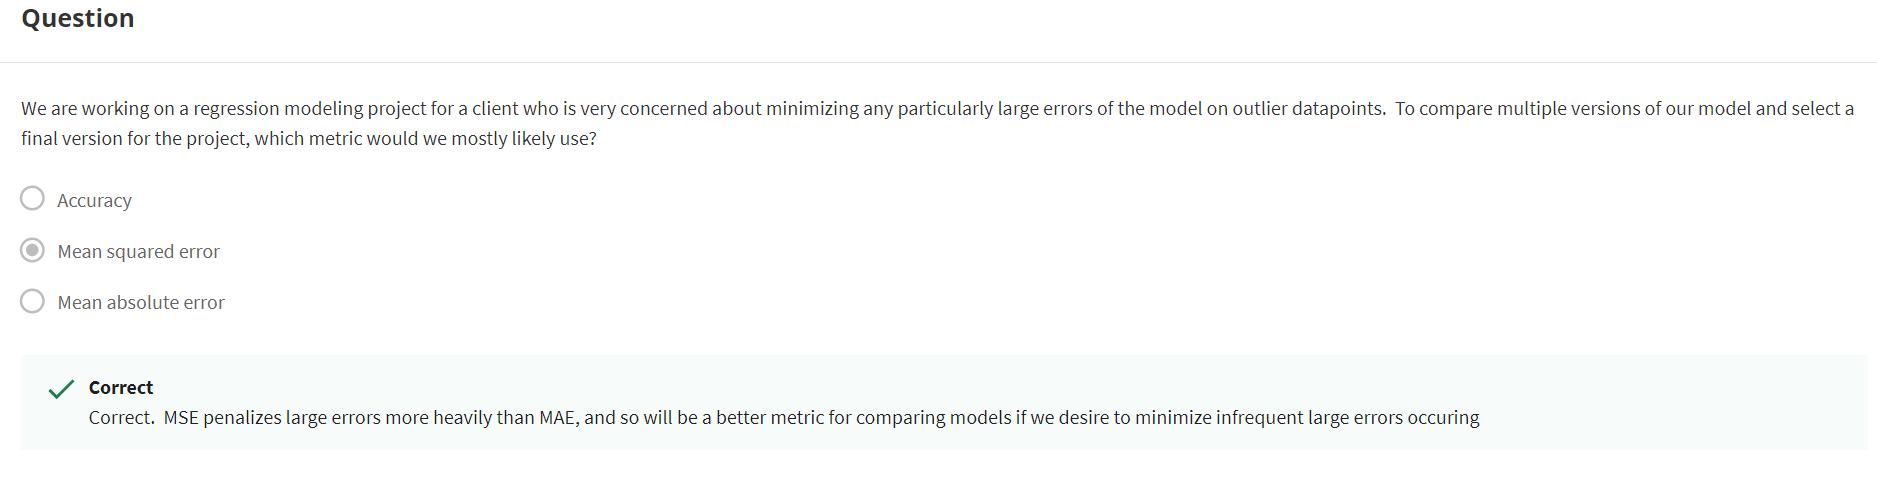 Question
We are working on a regression modeling project for a client who is very concerned about minimizing any particularly large errors of the model on outlier datapoints.  To compare multiple versions of our model and select a
final version for the project, which metric would we mostly likely use?
Accuracy
Mean squared error
Mean absolute error
Correct
Correct.  MSE penalizes large errors more heavily than MAE, and so will be a better metric for comparing models if we desire to minimize infrequent large errors occuring